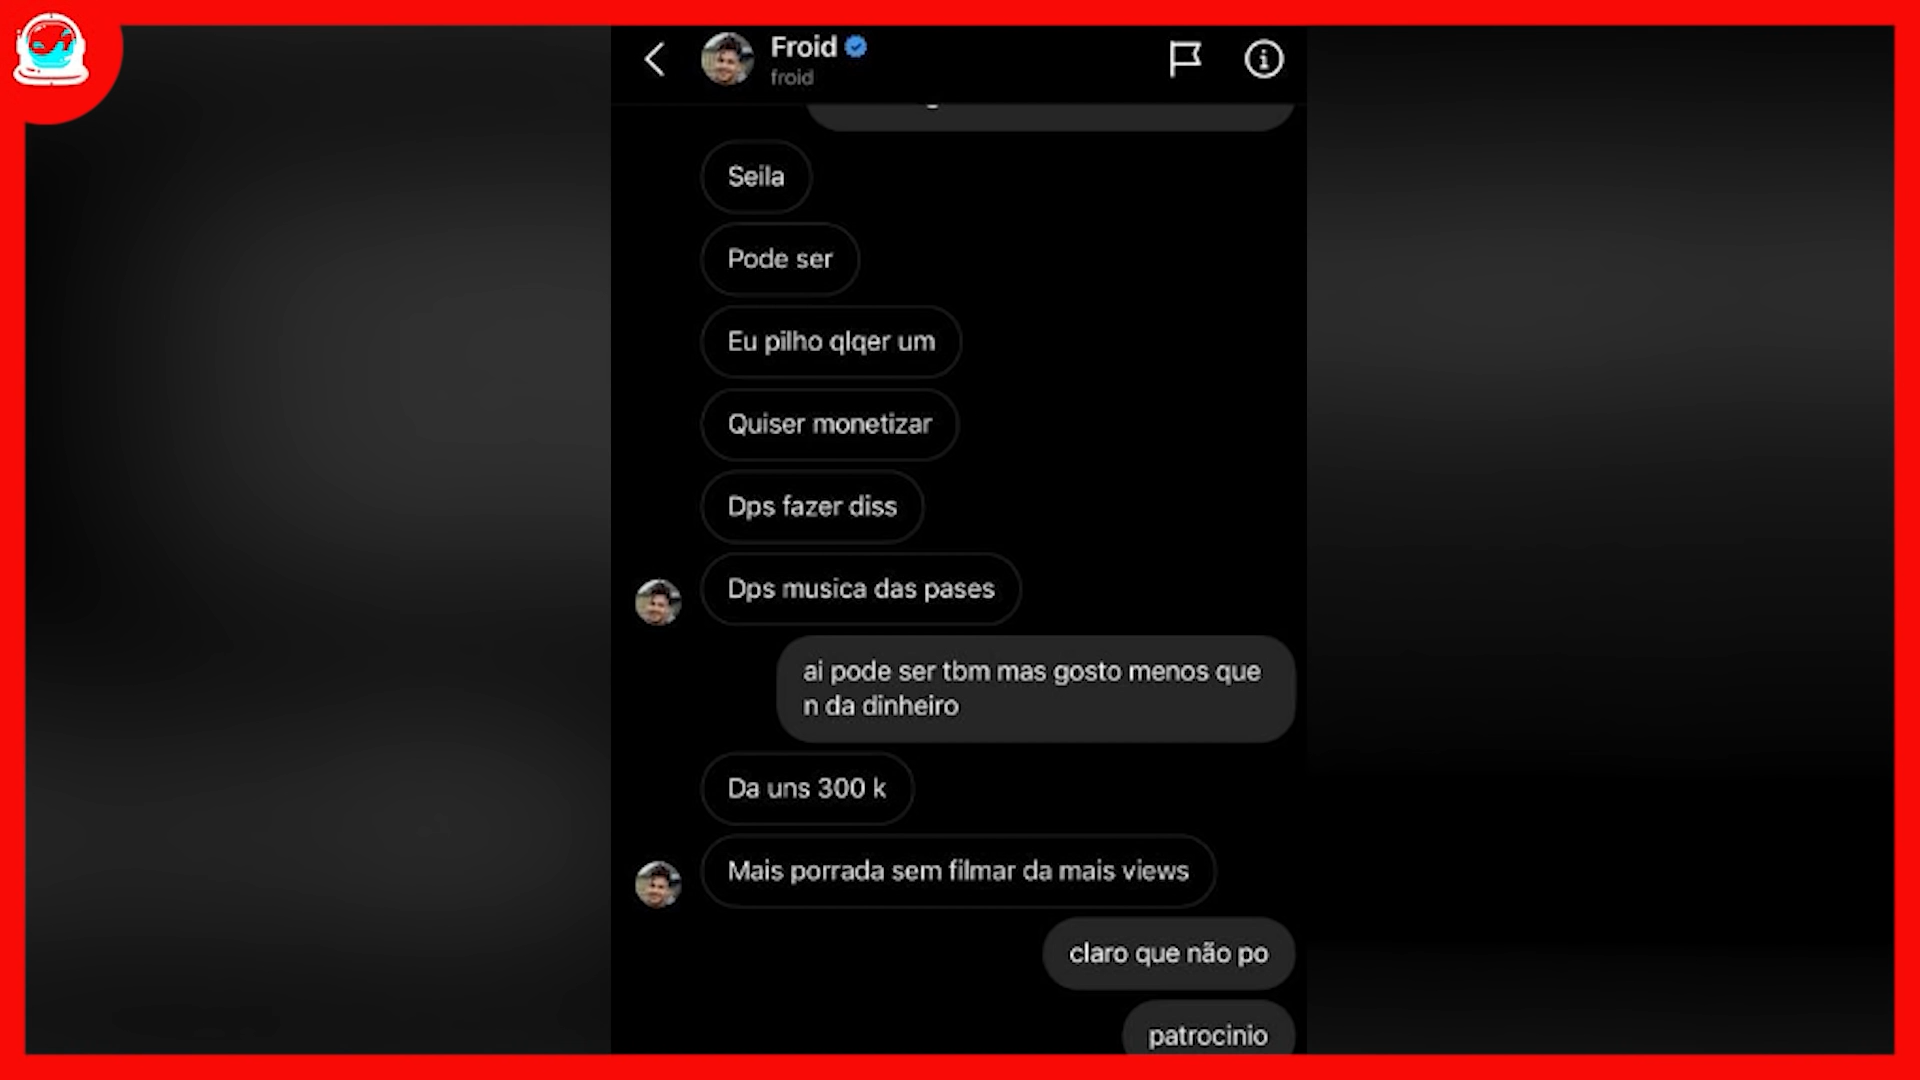 Froid
froid
Seila
Pode ser
Eu pilho qlqer um
Quiser monetizar
Dps fazer diss
Dps musica das pases
ai pode ser tbm mas gosto menos que
n da dinheiro
Da uns 300 k
Mais porrada sem filmar da mais views
claro que não po
patrocinio